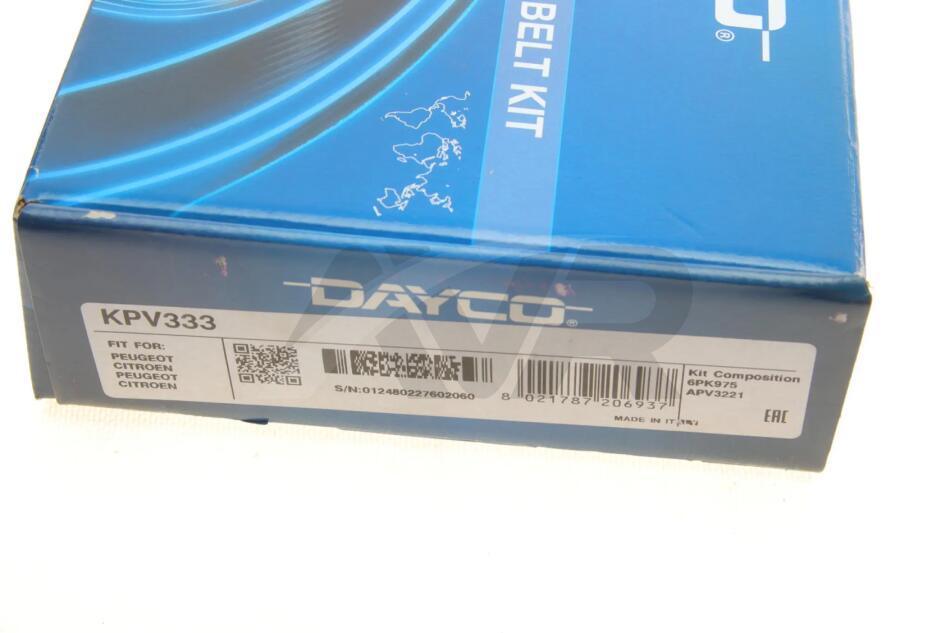 O®
BELT KIT
DAYCO®
KPV333
FIT FOR:
PEUGEOT
CITROEN
PEUGEOT
CITROEN
S/N:012480227602060
8 021787 206937
MADE IN ITALY
Kit Composition
6PK975
APV3221
EAC